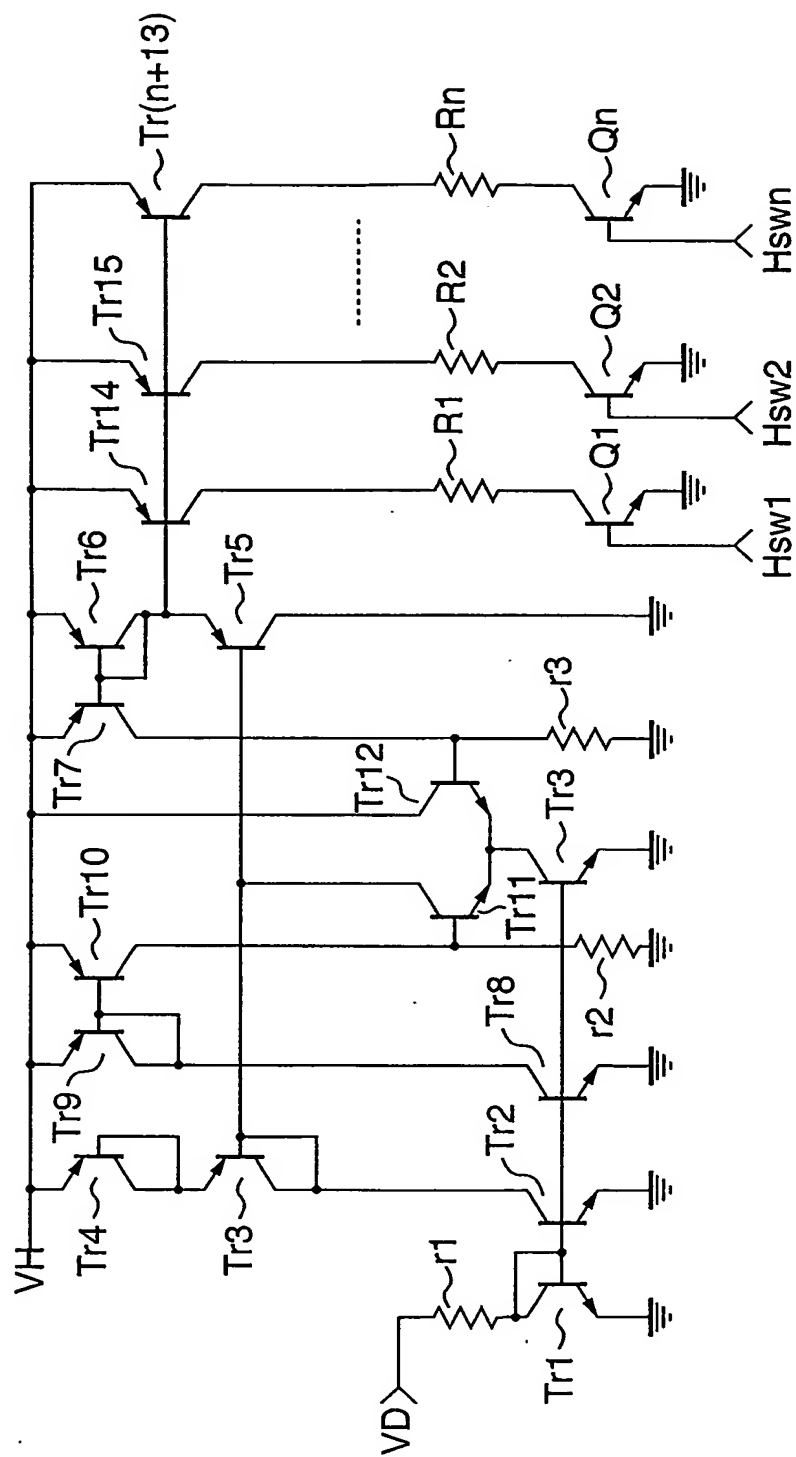 VH
Tr4
Tr9
Tr10
Tr7
Tr6
Tr14
Tr15
Tr(n+13)
Tr3
Tr5
Tr12
R1
R2
Rn
VD
r1
Tr2
Tr8
Tr11
r3
Tr1
r2
Tr3
Q1
Q2
Qn
Hsw1
Hsw2
Hswn